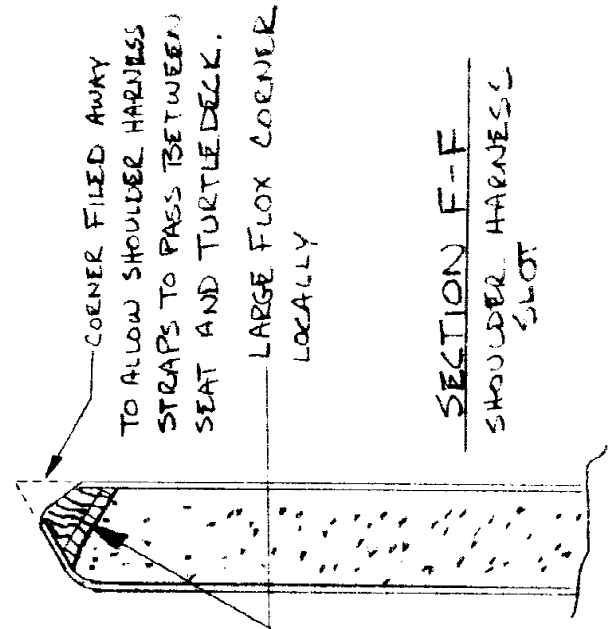 CORNER FILED AWAY
TO ALLOW SHOULDER HARNESS
STRAPS TO PASS BETWEEN
SEAT AND TURTLEDECK.
LARGE FLOX CORNER
LOCALLY
SECTION F-F
SHOULDER HARNESS
SLOT